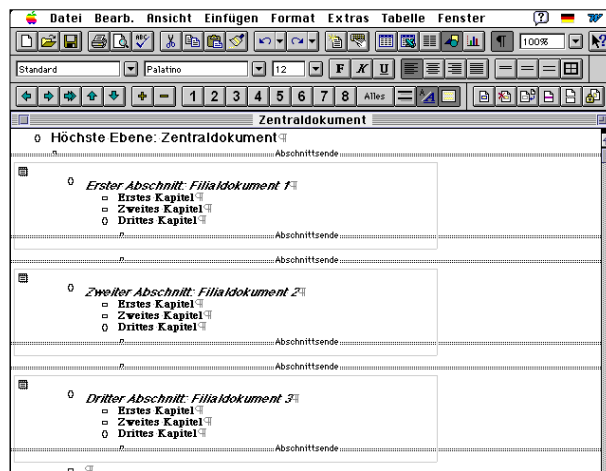 Datei Bearb. Ansicht Einfügen Format Extras Tabelle Fenster
100%
Standard Palatino 12 F K U
1 2 3 4 5 6 7 8 Alles
Zentraldokument
Höchste Ebene: Zentraldokument¶
Abschnittsende
Erster Abschnitt: Filialdokument 1¶
Erstes Kapitel¶
Zweites Kapitel¶
Drittes Kapitel¶
Abschnittsende
Abschnittsende
Zweiter Abschnitt: Filialdokument 2¶
Erstes Kapitel¶
Zweites Kapitel¶
Drittes Kapitel¶
Abschnittsende
Abschnittsende
Dritter Abschnitt: Filialdokument 3¶
Erstes Kapitel¶
Zweites Kapitel¶
Drittes Kapitel¶
Abschnittsende
¶